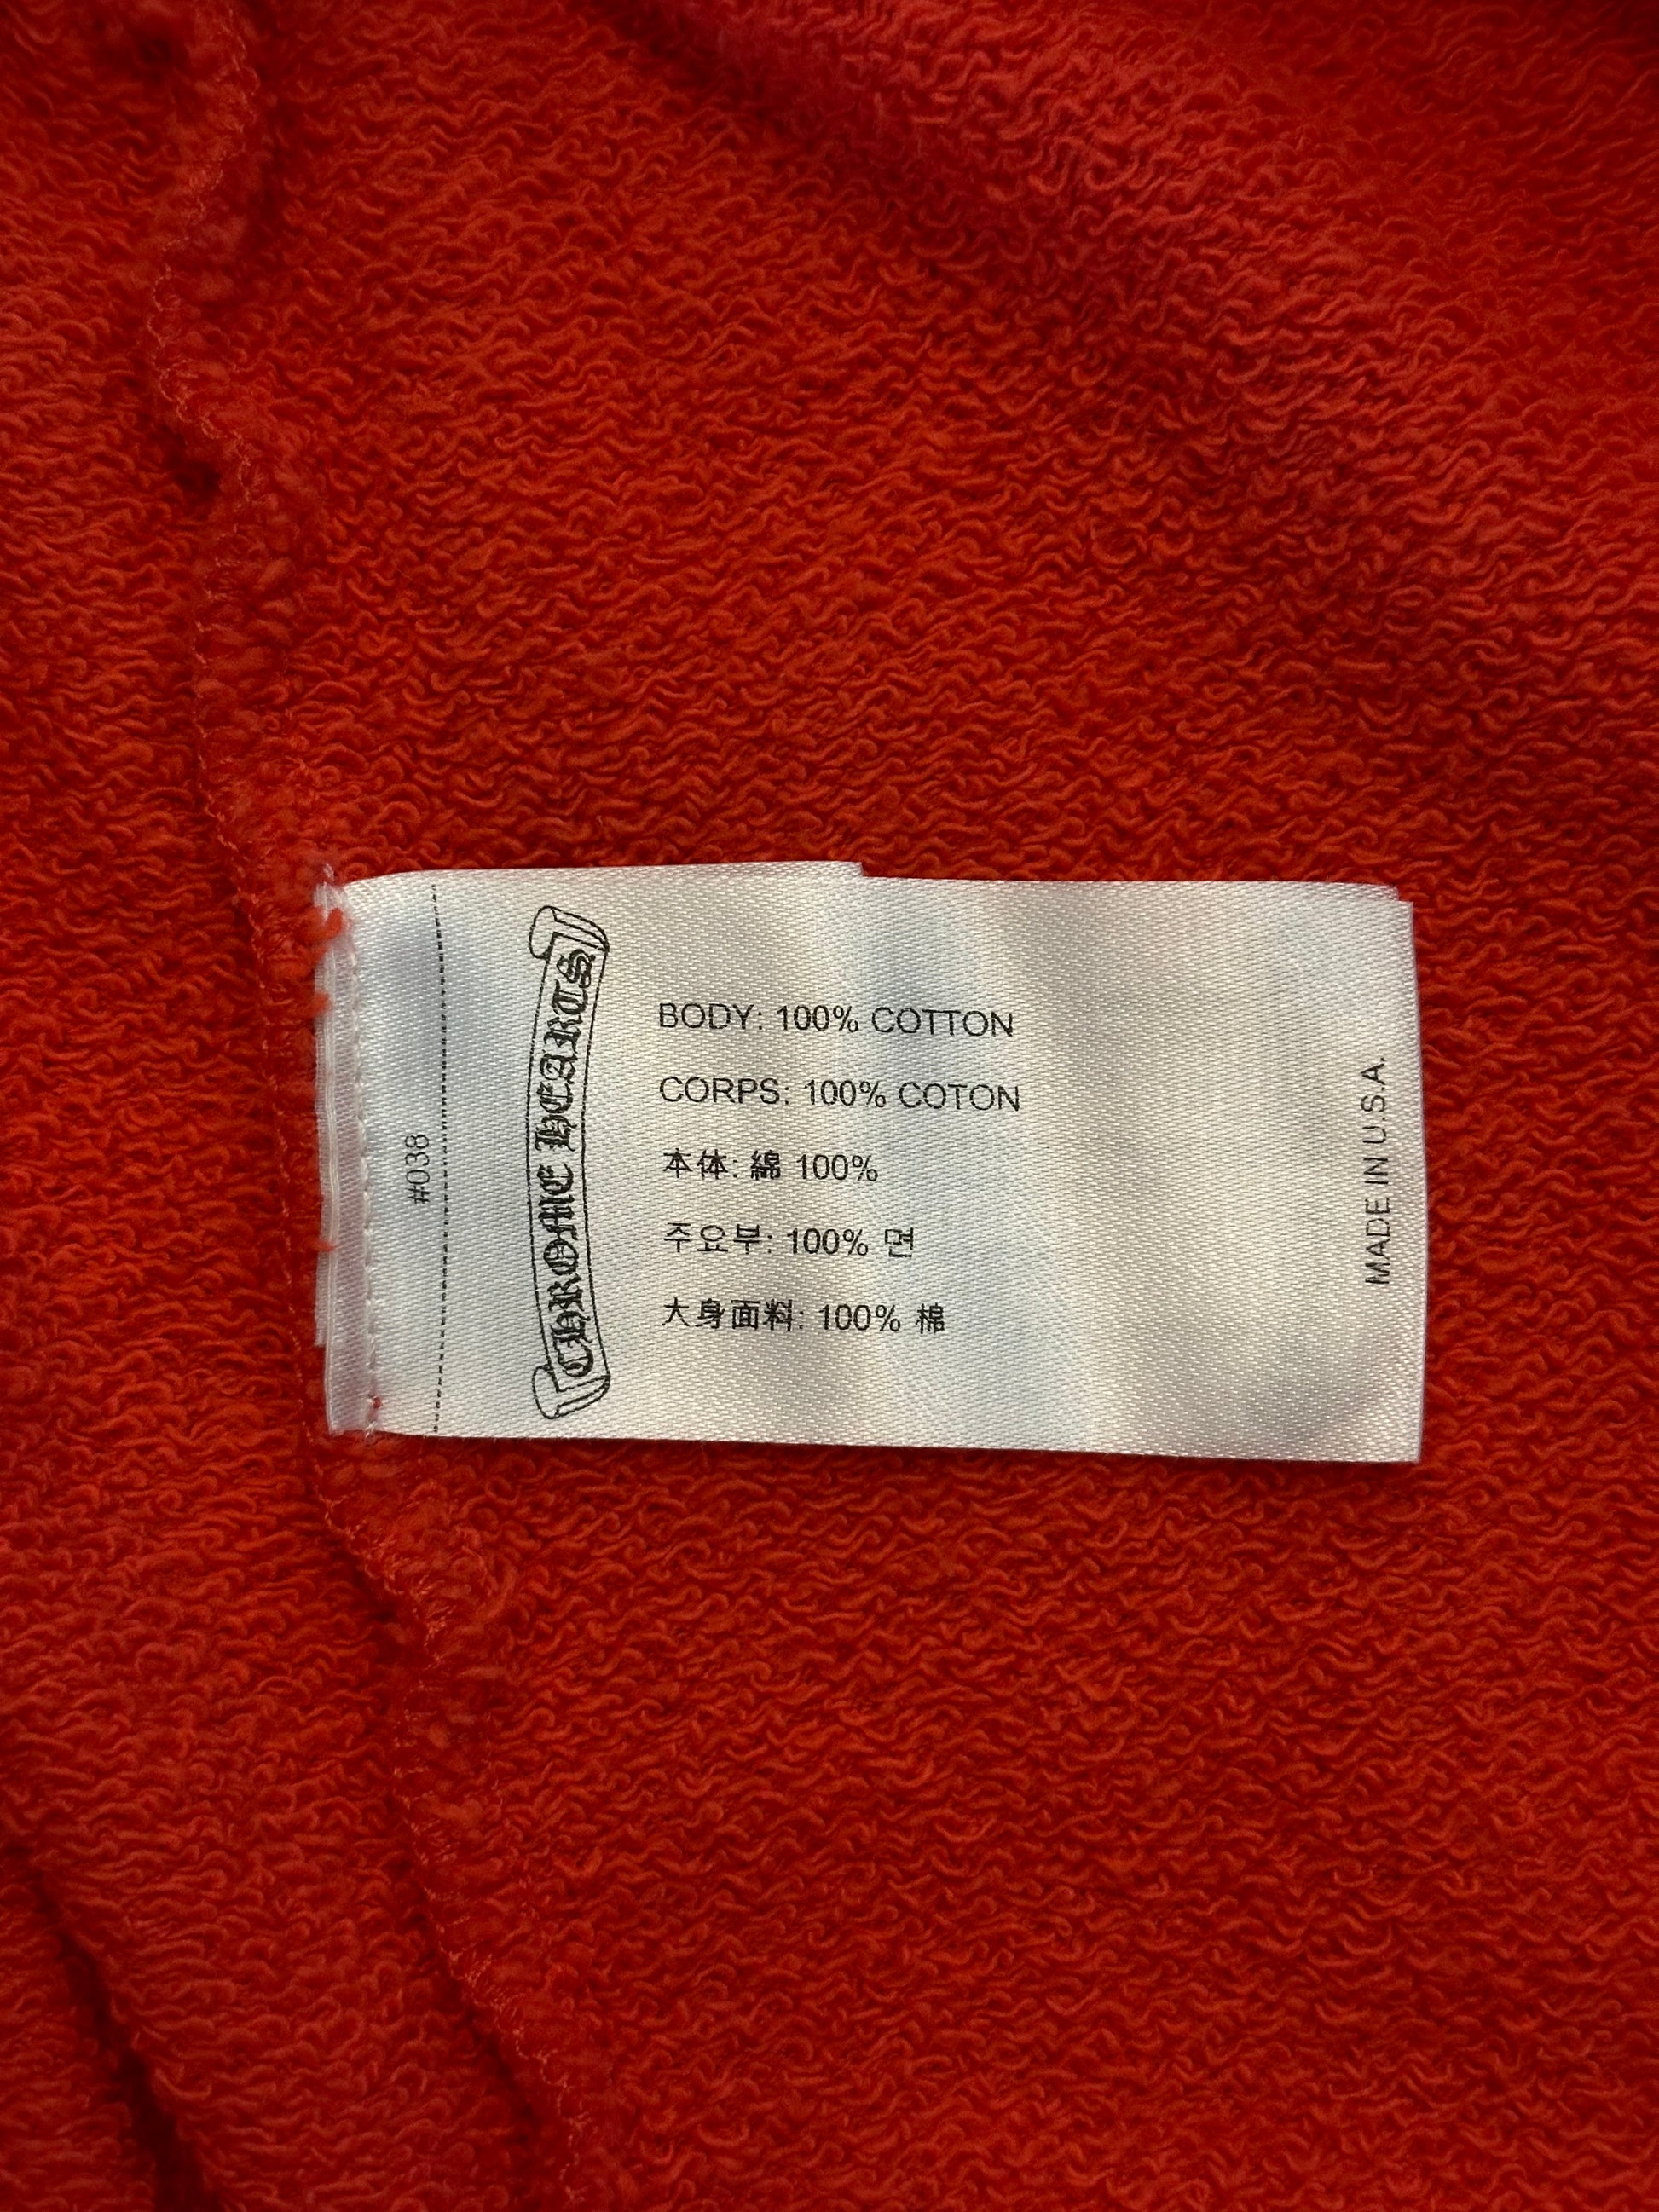 #038
CHROME HEARTS
BODY: 100% COTTON
CORPS: 100% COTON
本体: 綿 100%
주요부: 100% 면
大身面料: 100% 棉
MADE IN U.S.A.